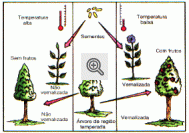 Temperatura
alta
Temperatura
baixa
Sementes
Sem frutos
Com frutos
Não
vernalizada
Vernalizada
Não
vernalizada
Árvore da região
temperada
Vernalizada